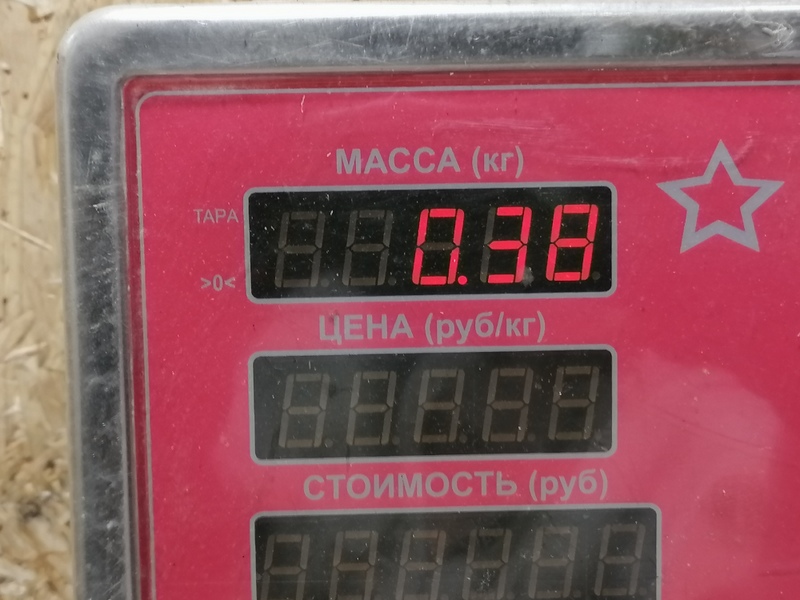 МАССА (кг)
ТАРА
0.38
>0<
ЦЕНА (руб/кг)
СТОИМОСТЬ (руб)